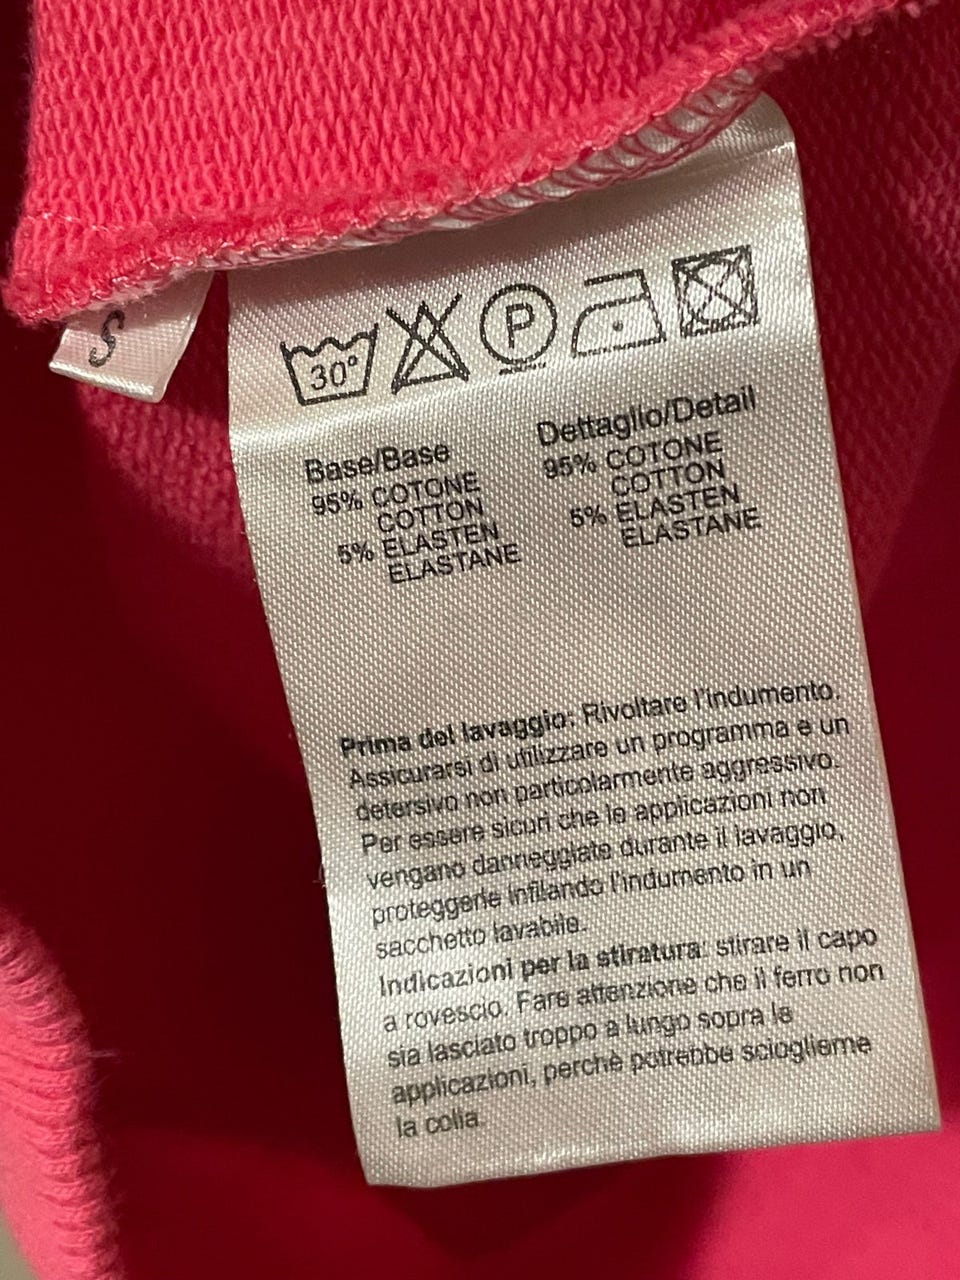 S
30°
P
Base/Base
95% COTONE
COTTON
5% ELASTEN
ELASTANE
Dettaglio/Detail
95% COTONE
COTTON
5% ELASTEN
ELASTANE
Prima del lavaggio: Rivoltare l'indumento.
Assicurarsi di utilizzare un programma e un
detersivo non particolarmente aggressivo.
Per essere sicuri che le applicazioni non
vengano danneggiate durante il lavaggio,
proteggerle infilando l'indumento in un
sacchetto lavabile.
Indicazioni per la stiratura: stirare il capo
a rovescio. Fare attenzione che il ferro non
sia lasciato troppo a lungo sopra le
applicazioni, perchè potrebbe scioglierne
la colla.